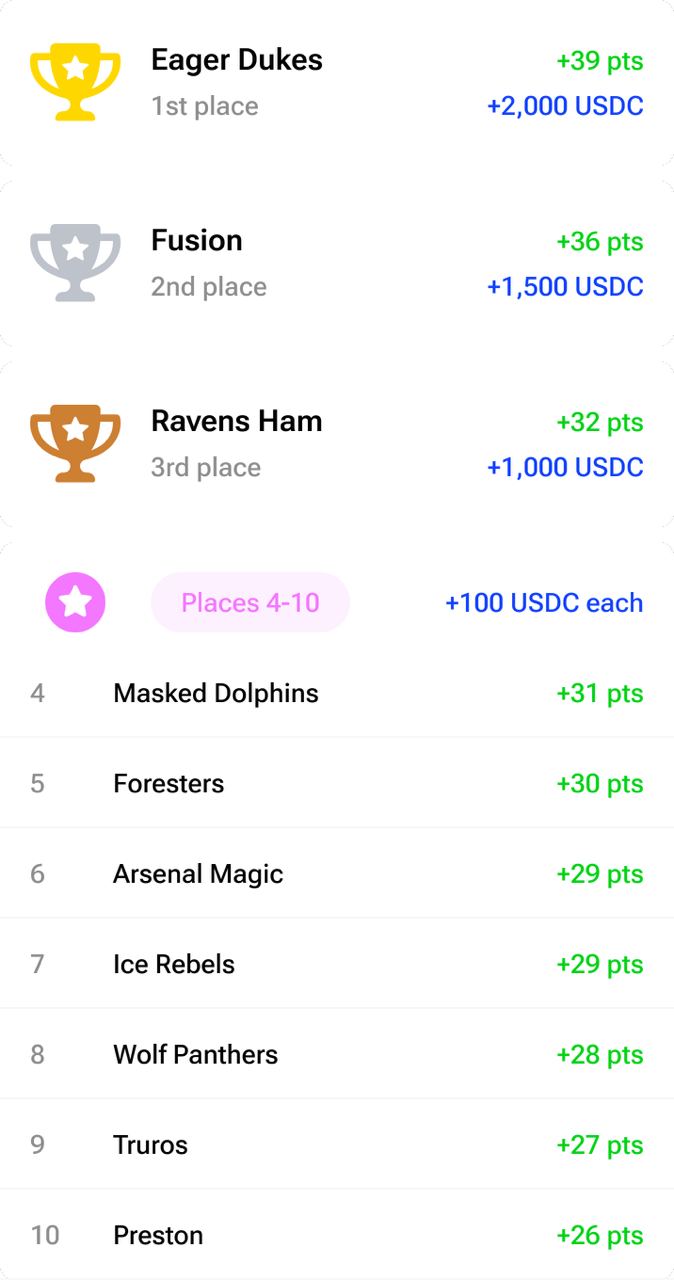 Eager Dukes +39 pts
1st place +2,000 USDC
Fusion +36 pts
2nd place +1,500 USDC
Ravens Ham +32 pts
3rd place +1,000 USDC
Places 4-10 +100 USDC each
4 Masked Dolphins +31 pts
5 Foresters +30 pts
6 Arsenal Magic +29 pts
7 Ice Rebels +29 pts
8 Wolf Panthers +28 pts
9 Truros +27 pts
10 Preston +26 pts